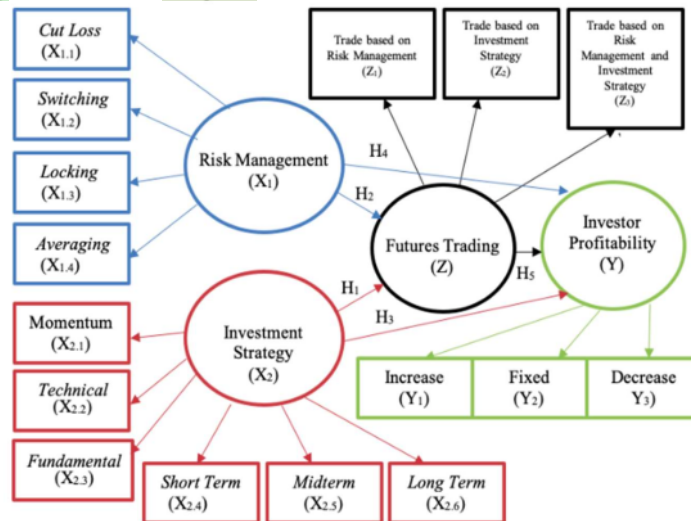 Cut Loss
(X1.1)
Switching
(X1.2)
Locking
(X1.3)
Averaging
(X1.4)
Risk Management
(X1)
Trade based on
Risk Management
(Z1)
Trade based on
Investment
Strategy
(Z2)
Trade based on
Risk
Management and
Investment
Strategy
(Z3)
H4
H2
Futures Trading
(Z)
H5
Investor
Profitability
(Y)
H1
H3
Momentum
(X2.1)
Technical
(X2.2)
Fundamental
(X2.3)
Investment
Strategy
(X2)
Short Term
(X2.4)
Midterm
(X2.5)
Long Term
(X2.6)
Increase
(Y1)
Fixed
(Y2)
Decrease
Y3)